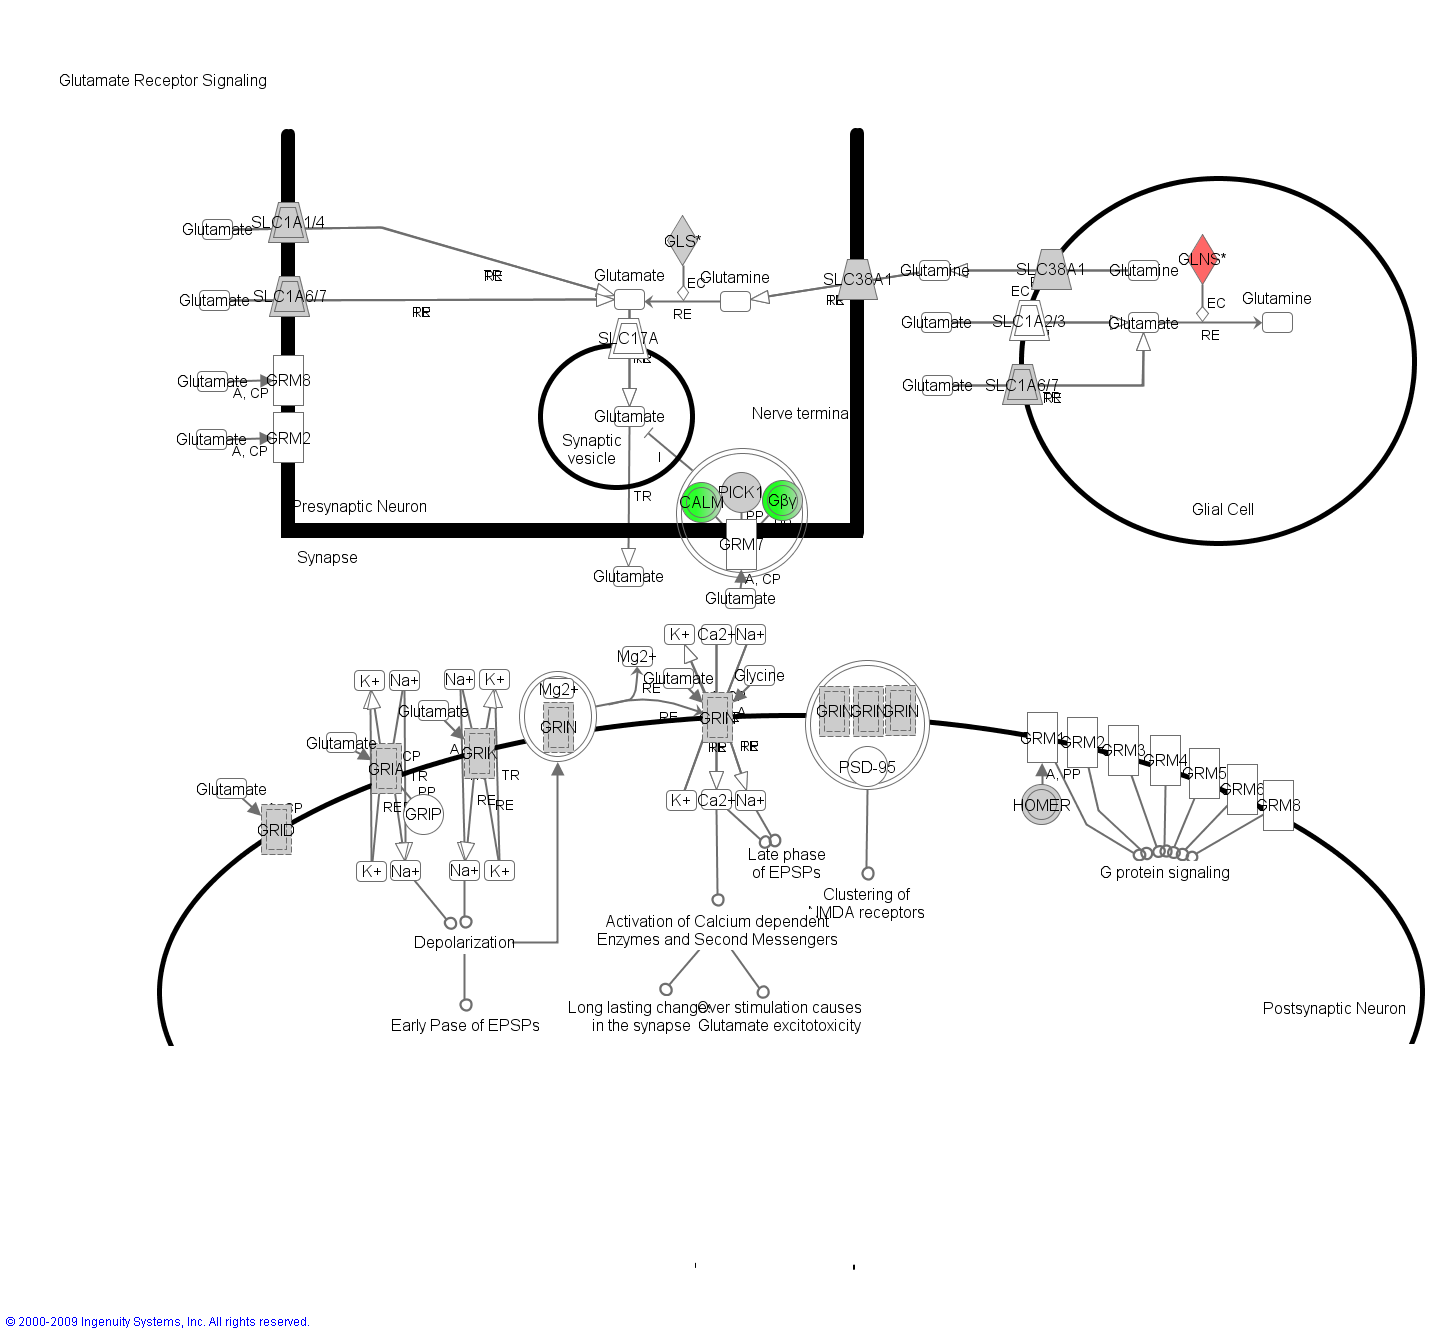 Glutamate Receptor Signaling
SLC1A1/4
Glutamate
GLS*
GLNS*
Glutamate
Glutamine
EC
SLC38A1
Glutamine
SLC38A1
Glutamine
SLC1A6/7
Glutamate
RE
EC
EC
Glutamine
Glutamate
SLC1A2/3
Glutamate
RE
SLC17A
Glutamate
GRM8
A, CP
Glutamate
SLC1A6/7
Glutamate
GRM2
A, CP
Glutamate
Synaptic
vesicle
Nerve termina
I
TR
CALM
PICK1
Gβγ
PP
Presynaptic Neuron
Glial Cell
GRM7
Synapse
Glutamate
A, CP
Glutamate
K+
Ca2+
Na+
Mg2+
K+
Na+
Na+
K+
Mg2+
RE
Glutamate
Glycine
Glutamate
GRIN
RE
GRIN
A
GRIN
GRIN
GRIN
Glutamate
GRIA
CP
A
GRIK
TR
TR
PP
RE
RE
RE
GRIP
PSD-95
GRM1
GRM2
GRM3
GRM4
GRM5
GRM6
GRM8
A, PP
HOMER
Glutamate
CP
GRID
K+
Ca2+
Na+
K+
Na+
Na+
K+
Late phase
of EPSPs
G protein signaling
Clustering of
NMDA receptors
Activation of Calcium dependent
Enzymes and Second Messengers
Depolarization
Long lasting changes
in the synapse
Over stimulation causes
Glutamate excitotoxicity
Early Pase of EPSPs
Postsynaptic Neuron
© 2000-2009 Ingenuity Systems, Inc. All rights reserved.